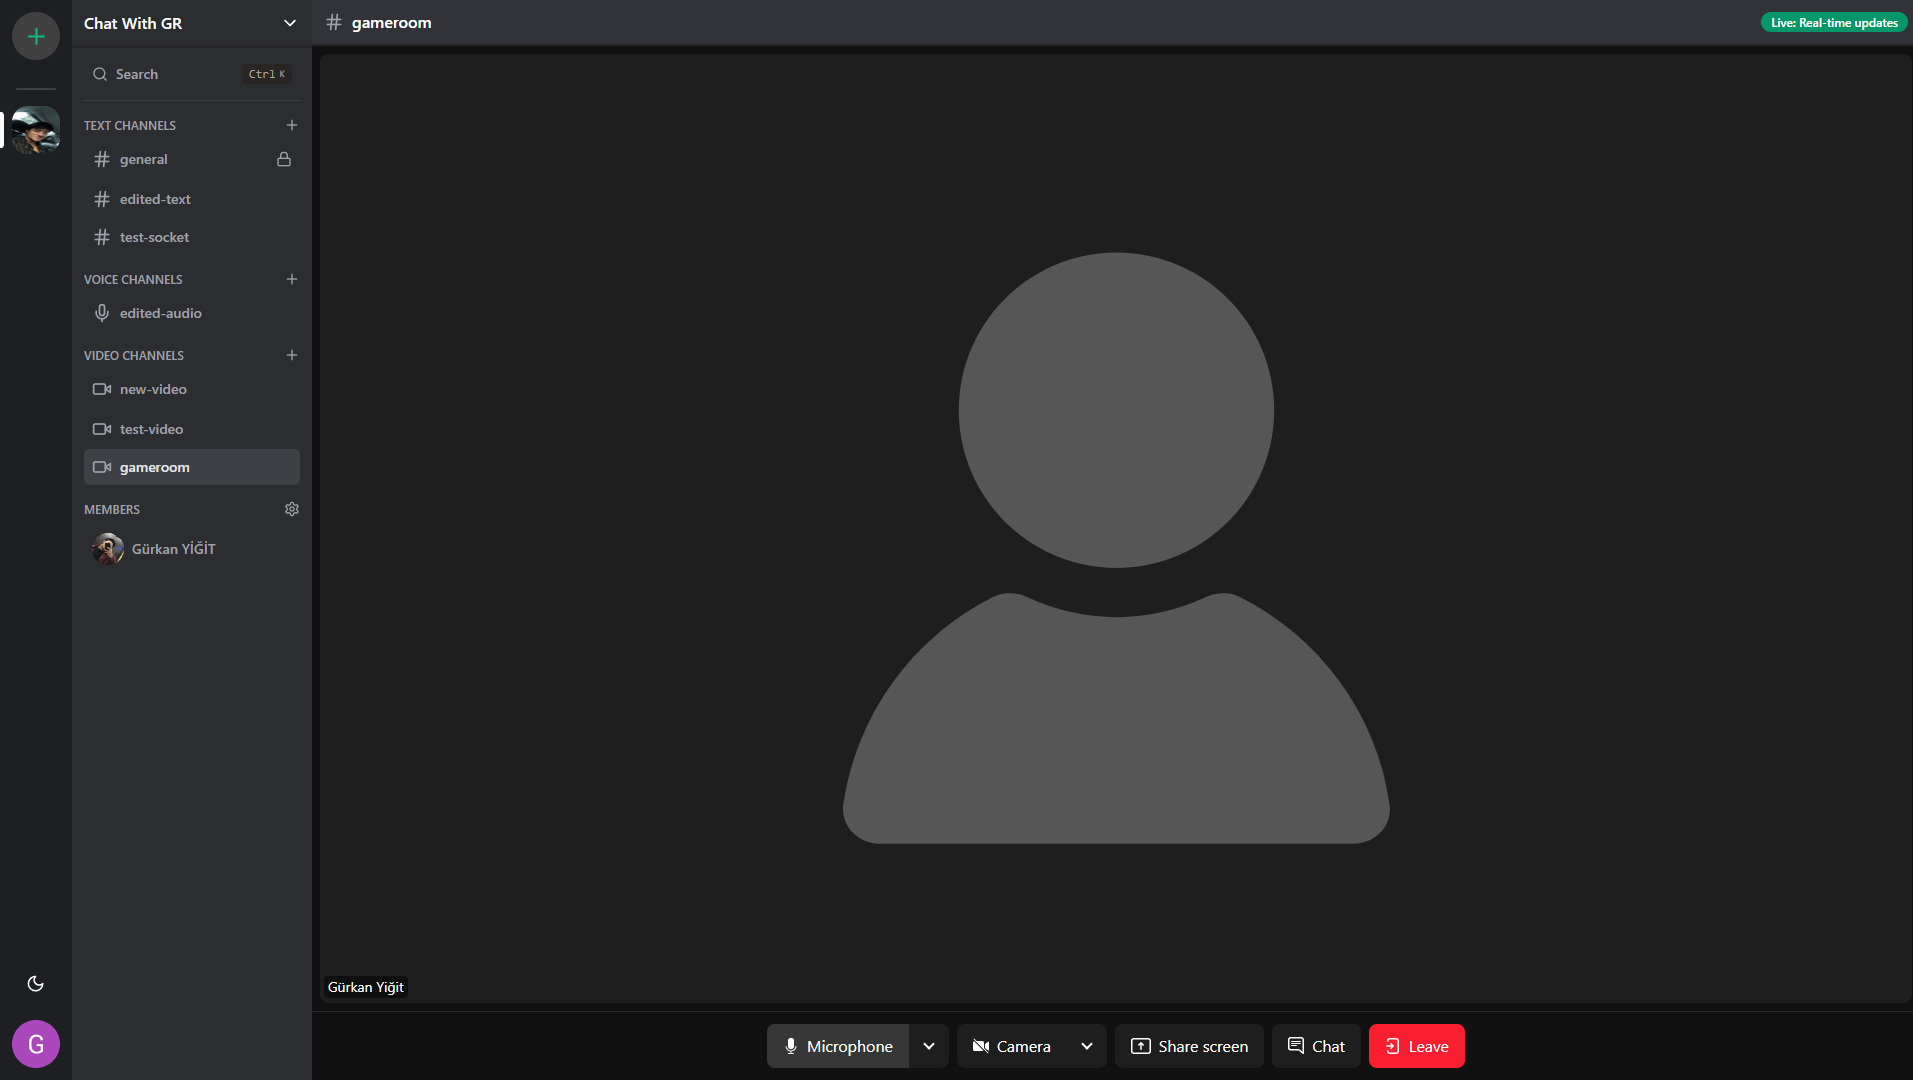 Chat With GR
Search
Ctrl K
TEXT CHANNELS
general
edited-text
test-socket
VOICE CHANNELS
edited-audio
VIDEO CHANNELS
new-video
test-video
gameroom
MEMBERS
Gürkan YİĞİT
G
# gameroom
Live: Real-time updates
Gürkan Yiğit
Microphone
Camera
Share screen
Chat
Leave